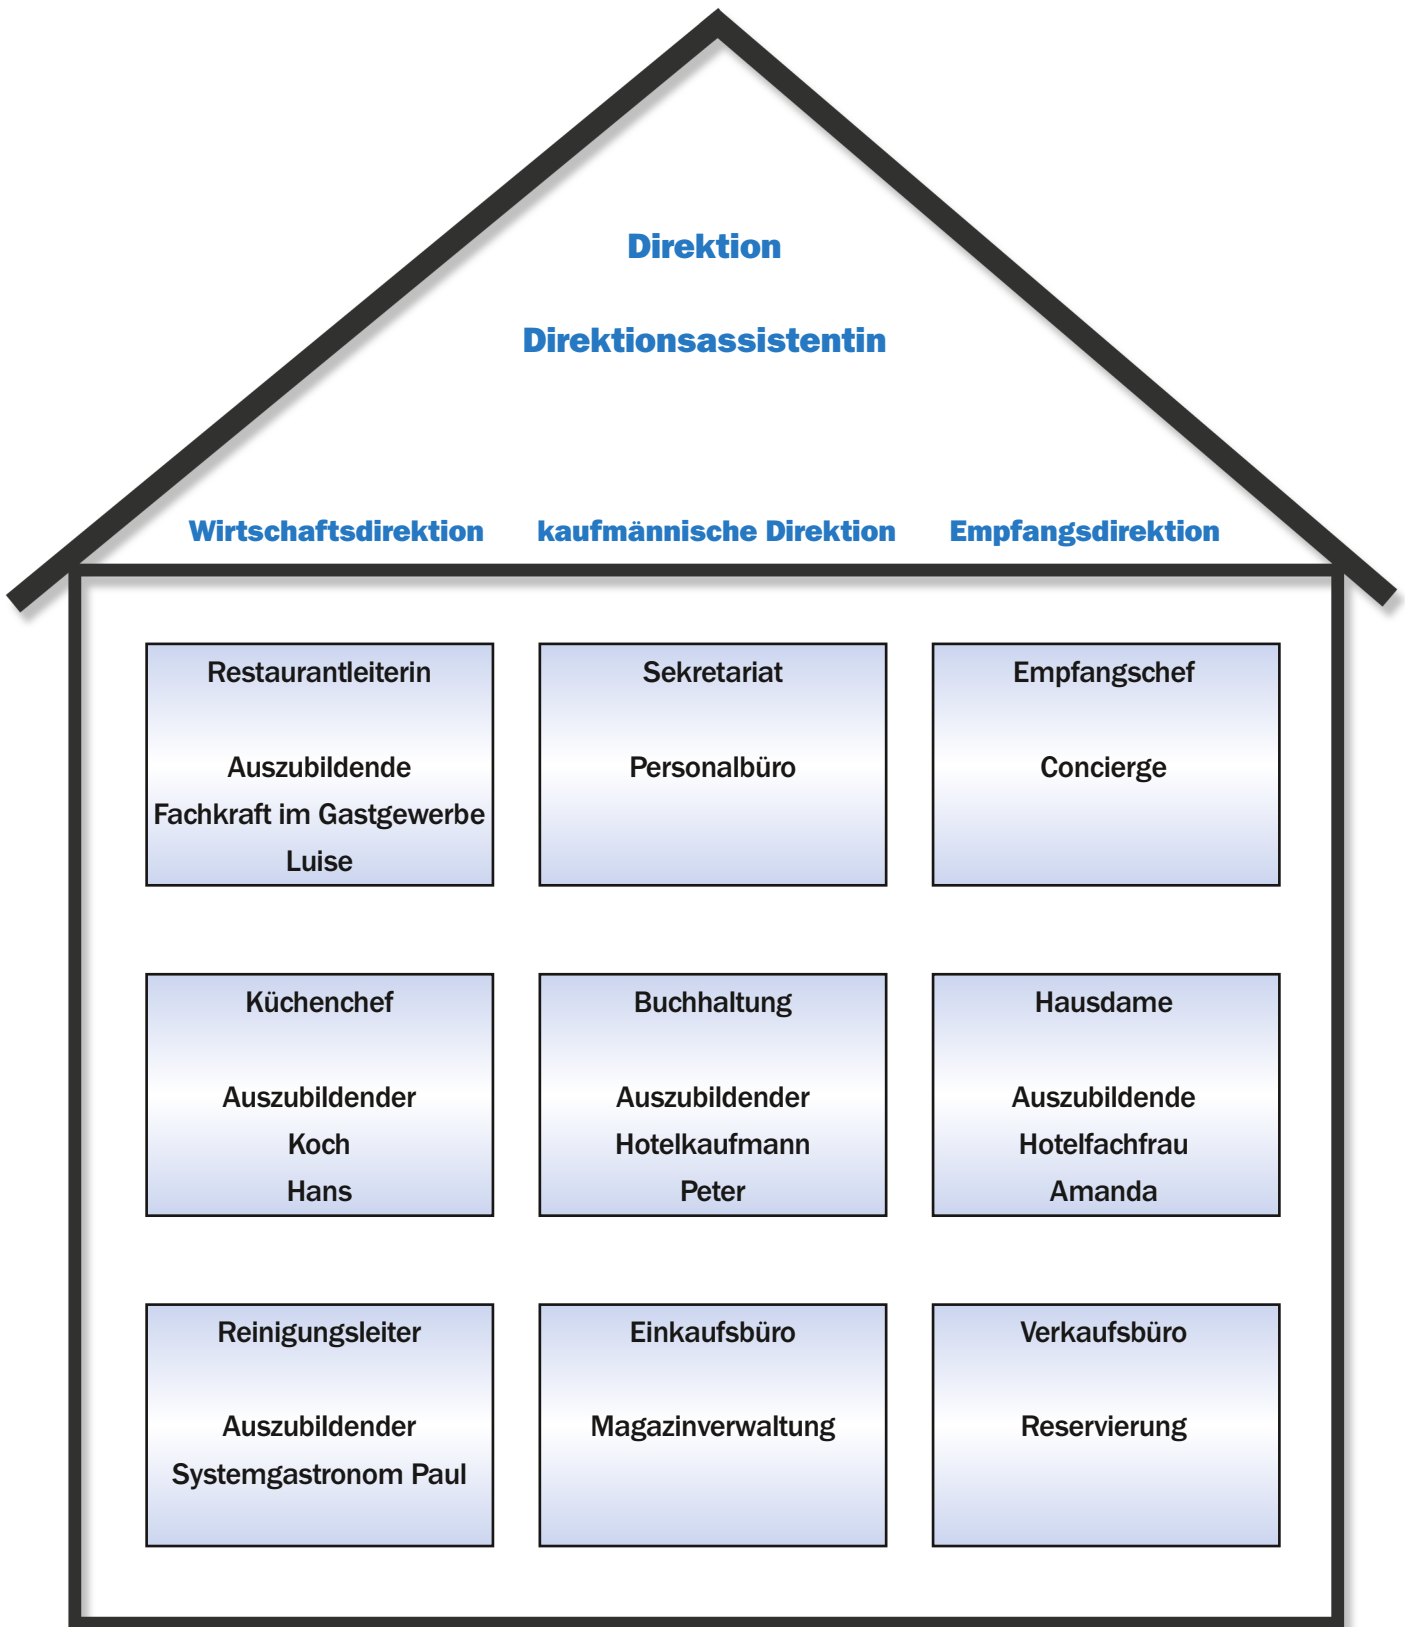 Direktion
Direktionsassistentin
Wirtschaftsdirektion
kaufmännische Direktion
Empfangsdirektion
Restaurantleiterin
Auszubildende
Fachkraft im Gastgewerbe
Luise
Sekretariat
Personalbüro
Empfangschef
Concierge
Küchenchef
Auszubildender
Koch
Hans
Buchhaltung
Auszubildender
Hotelkaufmann
Peter
Hausdame
Auszubildende
Hotelfachfrau
Amanda
Reinigungsleiter
Auszubildender
Systemgastronom Paul
Einkaufsbüro
Magazinverwaltung
Verkaufsbüro
Reservierung